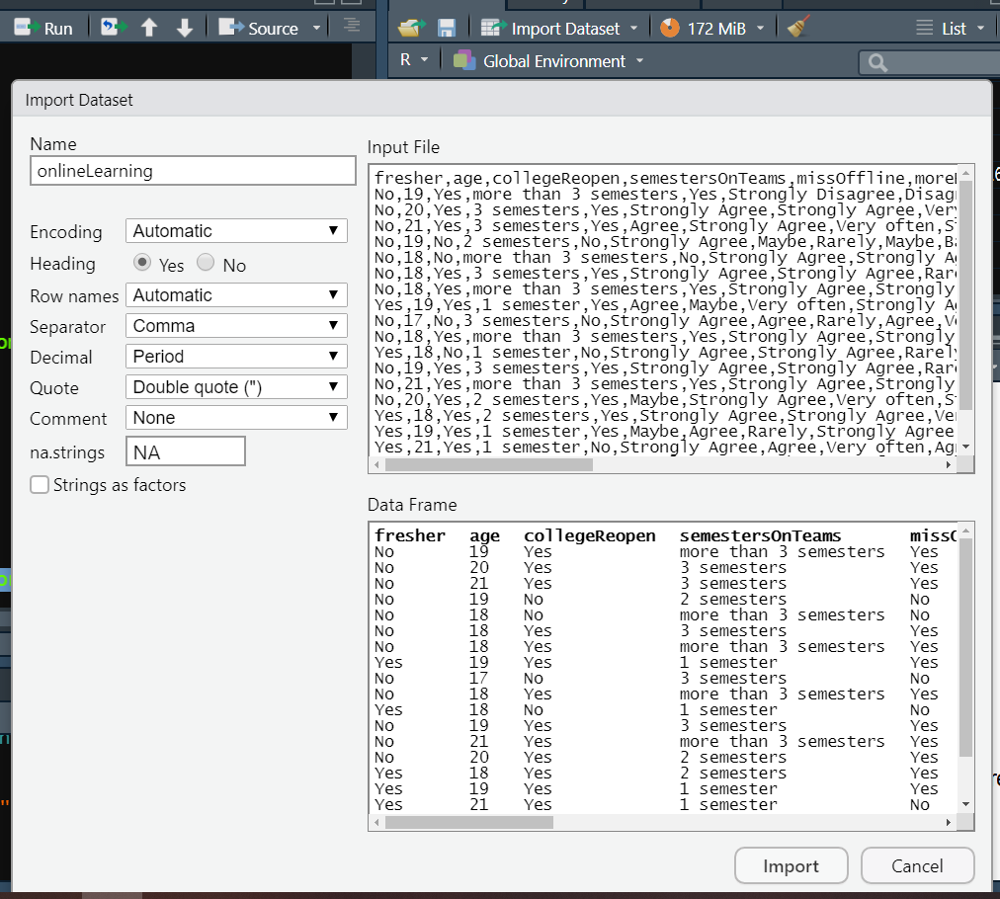 Run
Source
Import Dataset
172 MiB
List
R
Global Environment
Import Dataset
Name
onlineLearning
Encoding
Automatic
Heading
Yes
No
Row names
Automatic
Separator
Comma
Decimal
Period
Quote
Double quote (")
Comment
None
na.strings
NA
Strings as factors
Input File
fresher,age,collegeReopen,semestersOnTeams,missOffline,more
No,19,Yes,more than 3 semesters,Yes,Strongly Disagree,Disag
No,20,Yes,3 semesters,Yes,Strongly Agree,Strongly Agree,Very
No,21,Yes,3 semesters,Yes,Agree,Strongly Agree,Very often,S
No,19,No,2 semesters,No,Strongly Agree,Maybe,Rarely,Maybe,Ba
No,18,No,more than 3 semesters,No,Strongly Agree,Strongly A
No,18,Yes,3 semesters,Yes,Strongly Agree,Strongly Agree,Rar
No,18,Yes,more than 3 semesters,Yes,Strongly Agree,Strongly
Yes,19,Yes,1 semester,Yes,Agree,Maybe,Very often,Strongly A
No,17,No,3 semesters,No,Strongly Agree,Agree,Rarely,Agree,V
No,18,Yes,more than 3 semesters,Yes,Strongly Agree,Strongly
Yes,18,No,1 semester,No,Strongly Agree,Strongly Agree,Rarely
No,19,Yes,3 semesters,Yes,Strongly Agree,Strongly Agree,Rar
No,21,Yes,more than 3 semesters,Yes,Strongly Agree,Strongly
No,20,Yes,2 semesters,Yes,Maybe,Strongly Agree,Very often,S
Yes,18,Yes,2 semesters,Yes,Strongly Agree,Strongly Agree,Ve
Yes,19,Yes,1 semester,Yes,Maybe,Agree,Rarely,Strongly Agree
Yes,21,Yes,1 semester,No,Strongly Agree,Agree,Very often,Ag
Data Frame
fresher age collegeReopen semestersOnTeams miss
No 19 Yes more than 3 semesters Yes
No 20 Yes 3 semesters Yes
No 21 Yes 3 semesters Yes
No 19 No 2 semesters No
No 18 No more than 3 semesters No
No 18 Yes 3 semesters Yes
No 18 Yes more than 3 semesters Yes
Yes 19 Yes 1 semester Yes
No 17 No 3 semesters No
No 18 Yes more than 3 semesters Yes
Yes 18 No 1 semester No
No 19 Yes 3 semesters Yes
No 21 Yes more than 3 semesters Yes
No 20 Yes 2 semesters Yes
Yes 18 Yes 2 semesters Yes
Yes 19 Yes 1 semester Yes
Yes 21 Yes 1 semester No
Import
Cancel